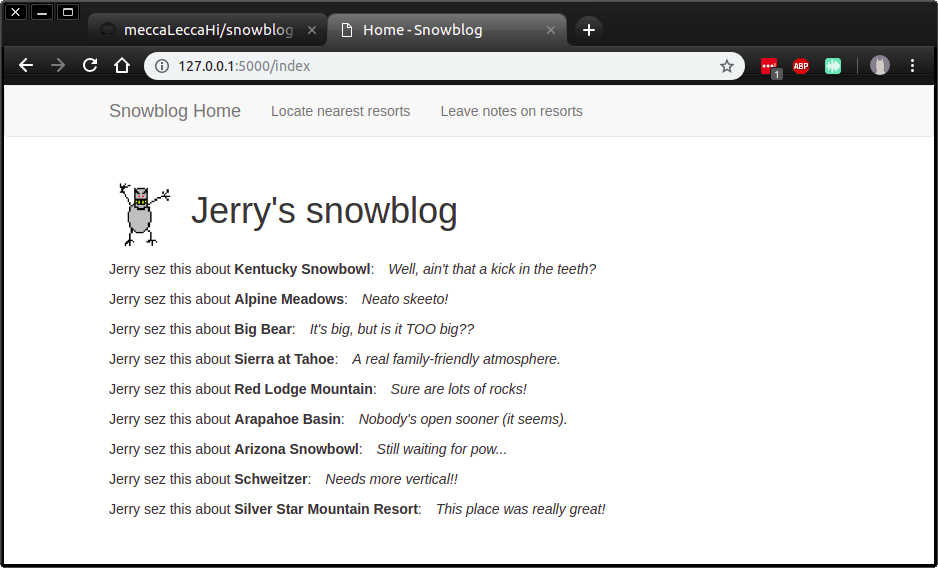 meccaLeccaHi/snowblog
Home - Snowblog
127.0.0.1:5000/index
1
ABP
Snowblog Home Locate nearest resorts Leave notes on resorts
Jerry's snowblog
Jerry sez this about Kentucky Snowbowl: Well, ain't that a kick in the teeth?
Jerry sez this about Alpine Meadows: Neato skeeto!
Jerry sez this about Big Bear: It's big, but is it TOO big??
Jerry sez this about Sierra at Tahoe: A real family-friendly atmosphere.
Jerry sez this about Red Lodge Mountain: Sure are lots of rocks!
Jerry sez this about Arapahoe Basin: Nobody's open sooner (it seems).
Jerry sez this about Arizona Snowbowl: Still waiting for pow...
Jerry sez this about Schweitzer: Needs more vertical!!
Jerry sez this about Silver Star Mountain Resort: This place was really great!